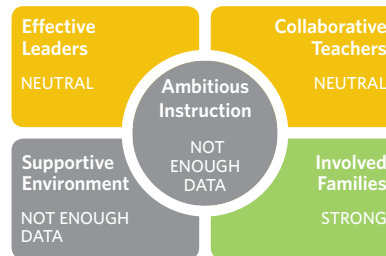 Effective
Leaders
NEUTRAL
Collaborative
Teachers
NEUTRAL
Ambitious
Instruction
NOT
ENOUGH
DATA
Supportive
Environment
NOT ENOUGH
DATA
Involved
Families
STRONG